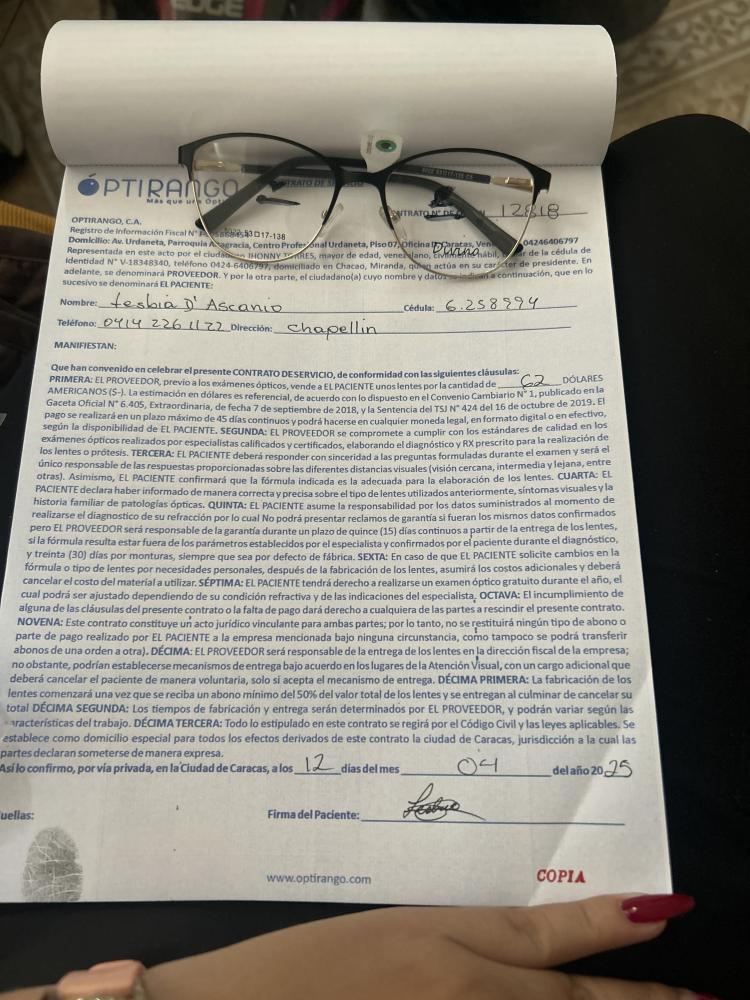 EDGE
OPTIRANGO
Más que una Ópti
CONTRATO DE SERVICIO
CONTRATO N° DE 12818
OPTIRANGO, C.A.
Registro de Información Fiscal N°
53□17-138
Domicilio: Av. Urdaneta, Parroquia Altagracia, Centro Profesional Urdaneta, Piso 07, Oficina Caracas, 04246406797
Representada en este acto por el ciudadano JHONNY mayor de edad, venezolano, civilmente hábil, de la cédula de
identidad N° V-18348340, teléfono 0424-6406797, domiciliado en Chacao, Miranda, quien actúa en su carácter de presidente. En
adelante, se denominará PROVEEDOR. Y por la otra parte, el ciudadano(a) cuyo nombre y datos se indican a continuación, que en lo
sucesivo se denominará EL PACIENTE:
Nombre: Lesbia D' Ascanio Cédula: 6.258994
Teléfono: 0414 226 1122 Dirección: Chapellin
MANIFIESTAN:
Que han convenido en celebrar el presente CONTRATO DE SERVICIO, de conformidad con las siguientes cláusulas:
PRIMERA: EL PROVEEDOR, previo a los exámenes ópticos, vende a EL PACIENTE unos lentes por la cantidad de 62 DÓLARES
AMERICANOS (S-). La estimación en dólares es referencial, de acuerdo con lo dispuesto en el Convenio Cambiario N° 1, publicado en la
Gaceta Oficial N° 6.405, Extraordinaria, de fecha 7 de septiembre de 2018, y la Sentencia del TSJ N° 424 del 16 de octubre de 2019. El
pago se realizará en un plazo máximo de 45 días continuos y podrá hacerse en cualquier moneda legal, en formato digital o en efectivo,
según la disponibilidad de EL PACIENTE. SEGUNDA: EL PROVEEDOR se compromete a cumplir con los estándares de calidad en los
exámenes ópticos realizados por especialistas calificados y certificados, elaborando el diagnóstico y RX prescrito para la realización de
los lentes o prótesis. TERCERA: EL PACIENTE deberá responder con sinceridad a las preguntas formuladas durante el examen y será el
único responsable de las respuestas proporcionadas sobre las diferentes distancias visuales (visión cercana, intermedia y lejana, entre
otras). Asimismo, EL PACIENTE confirmará que la fórmula indicada es la adecuada para la elaboración de los lentes. CUARTA: EL
PACIENTE declara haber informado de manera correcta y precisa sobre el tipo de lentes utilizados anteriormente, síntomas visuales y la
historia familiar de patologías ópticas. QUINTA: EL PACIENTE asume la responsabilidad por los datos suministrados al momento de
realizarse el diagnostico de su refracción por lo cual No podrá presentar reclamos de garantía si fueran los mismos datos confirmados
pero EL PROVEEDOR será responsable de la garantía durante un plazo de quince (15) días continuos a partir de la entrega de los lentes,
si la fórmula resulta estar fuera de los parámetros establecidos por el especialista y confirmados por el paciente durante el diagnóstico,
y treinta (30) días por monturas, siempre que sea por defecto de fábrica. SEXTA: En caso de que EL PACIENTE solicite cambios en la
fórmula o tipo de lentes por necesidades personales, después de la fabricación de los lentes, asumirá los costos adicionales y deberá
cancelar el costo del material a utilizar. SÉPTIMA: EL PACIENTE tendrá derecho a realizarse un examen óptico gratuito durante el año, el
cual podrá ser ajustado dependiendo de su condición refractiva y de las indicaciones del especialista. OCTAVA: El incumplimiento de
alguna de las cláusulas del presente contrato o la falta de pago dará derecho a cualquiera de las partes a rescindir el presente contrato.
NOVENA: Este contrato constituye un acto jurídico vinculante para ambas partes; por lo tanto, no se restituirá ningún tipo de abono o
parte de pago realizado por EL PACIENTE a la empresa mencionada bajo ninguna circunstancia, como tampoco se podrá transferir
abonos de una orden a otra). DÉCIMA: EL PROVEEDOR será responsable de la entrega de los lentes en la dirección fiscal de la empresa;
no obstante, podrían establecerse mecanismos de entrega bajo acuerdo en los lugares de la Atención Visual, con un cargo adicional que
deberá cancelar el paciente de manera voluntaria, solo si acepta el mecanismo de entrega. DÉCIMA PRIMERA: La fabricación de los
lentes comenzará una vez que se reciba un abono mínimo del 50% del valor total de los lentes y se entregan al culminar de cancelar su
total DÉCIMA SEGUNDA: Los tiempos de fabricación y entrega serán determinados por EL PROVEEDOR, y podrán variar según las
características del trabajo. DÉCIMA TERCERA: Todo lo estipulado en este contrato se regirá por el Código Civil y las leyes aplicables. Se
establece como domicilio especial para todos los efectos derivados de este contrato la ciudad de Caracas, jurisdicción a la cual las
partes declaran someterse de manera expresa.
Así lo confirmo, por vía privada, en la Ciudad de Caracas, a los 12 días del mes 04 del año 2025
uellas: Firma del Paciente:
www.optirango.com COPIA